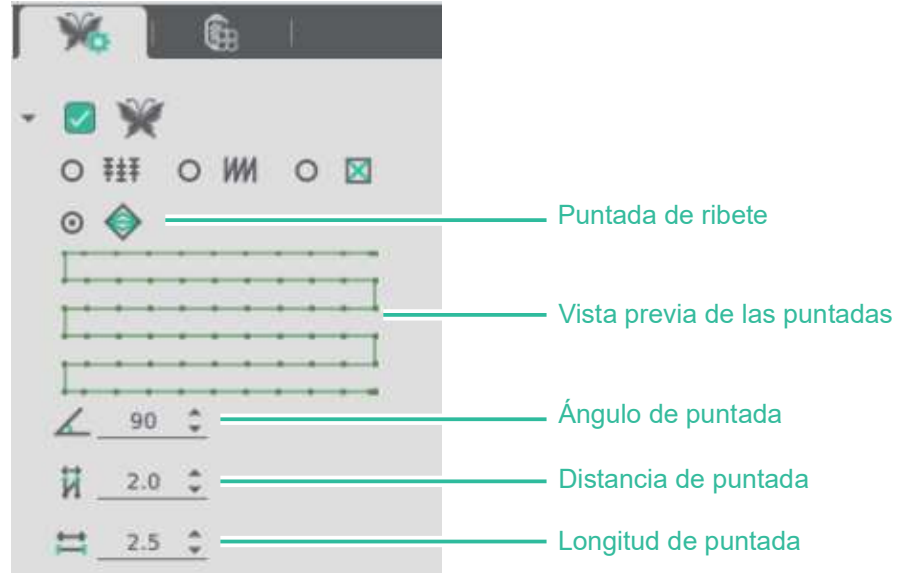 Puntada de ribete
Vista previa de las puntadas
90
Ángulo de puntada
2.0
Distancia de puntada
2.5
Longitud de puntada